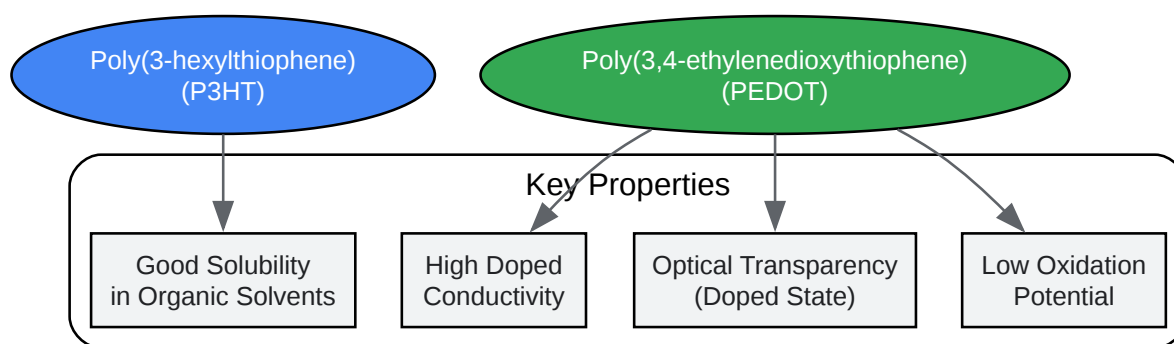 Poly(3-hexylthiophene)
(P3HT)
Poly(3,4-ethylenedioxythiophene)
(PEDOT)
Key Properties
Good Solubility
in Organic Solvents
High Doped
Conductivity
Optical Transparency
(Doped State)
Low Oxidation
Potential